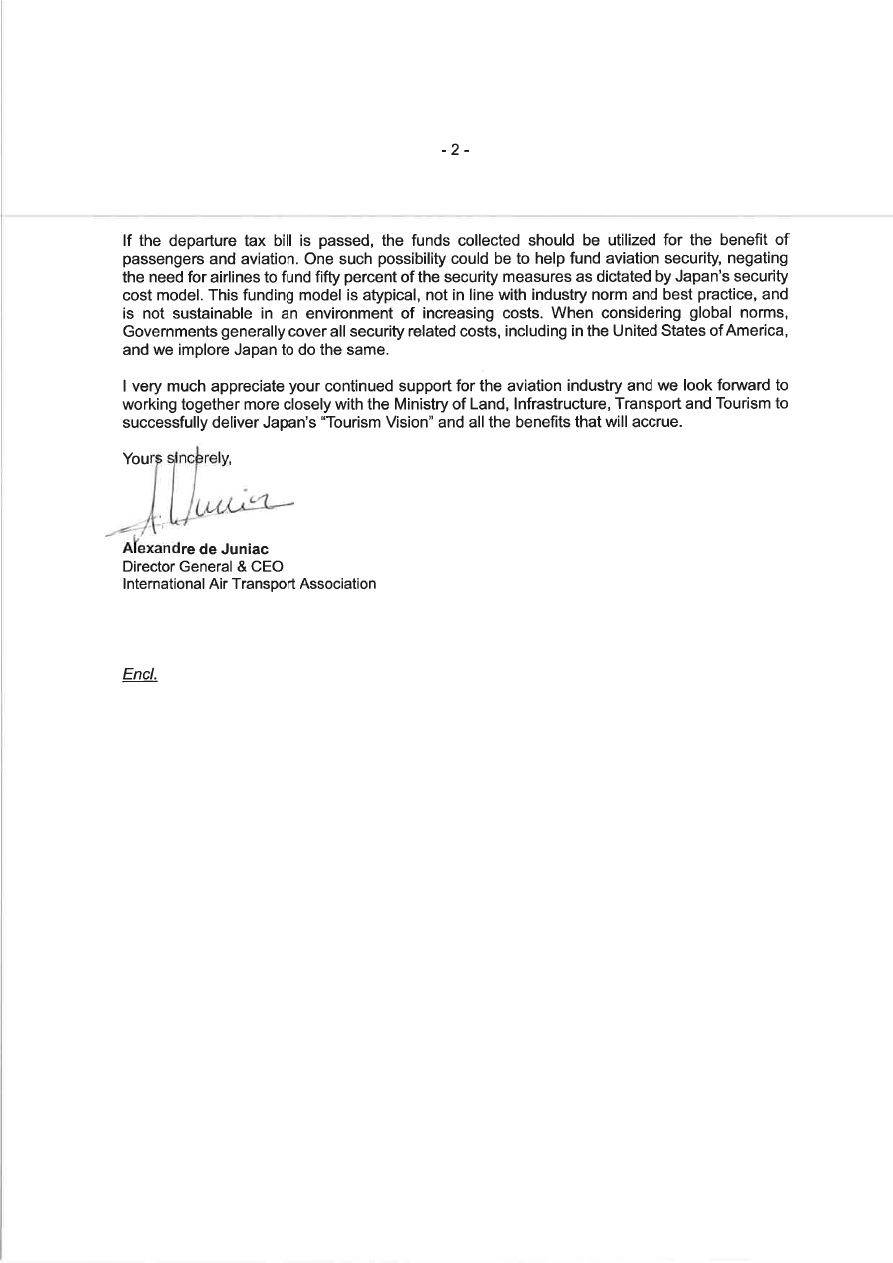 - 2 -
If the departure tax bill is passed, the funds collected should be utilized for the benefit of
passengers and aviation. One such possibility could be to help fund aviation security, negating
the need for airlines to fund fifty percent of the security measures as dictated by Japan's security
cost model. This funding model is atypical, not in line with industry norm and best practice, and
is not sustainable in an environment of increasing costs. When considering global norms,
Governments generally cover all security related costs, including in the United States of America,
and we implore Japan to do the same.
I very much appreciate your continued support for the aviation industry and we look forward to
working together more closely with the Ministry of Land, Infrastructure, Transport and Tourism to
successfully deliver Japan's “Tourism Vision” and all the benefits that will accrue.
Yours sincerely,
Alexandre de Juniac
Director General & CEO
International Air Transport Association
Encl.